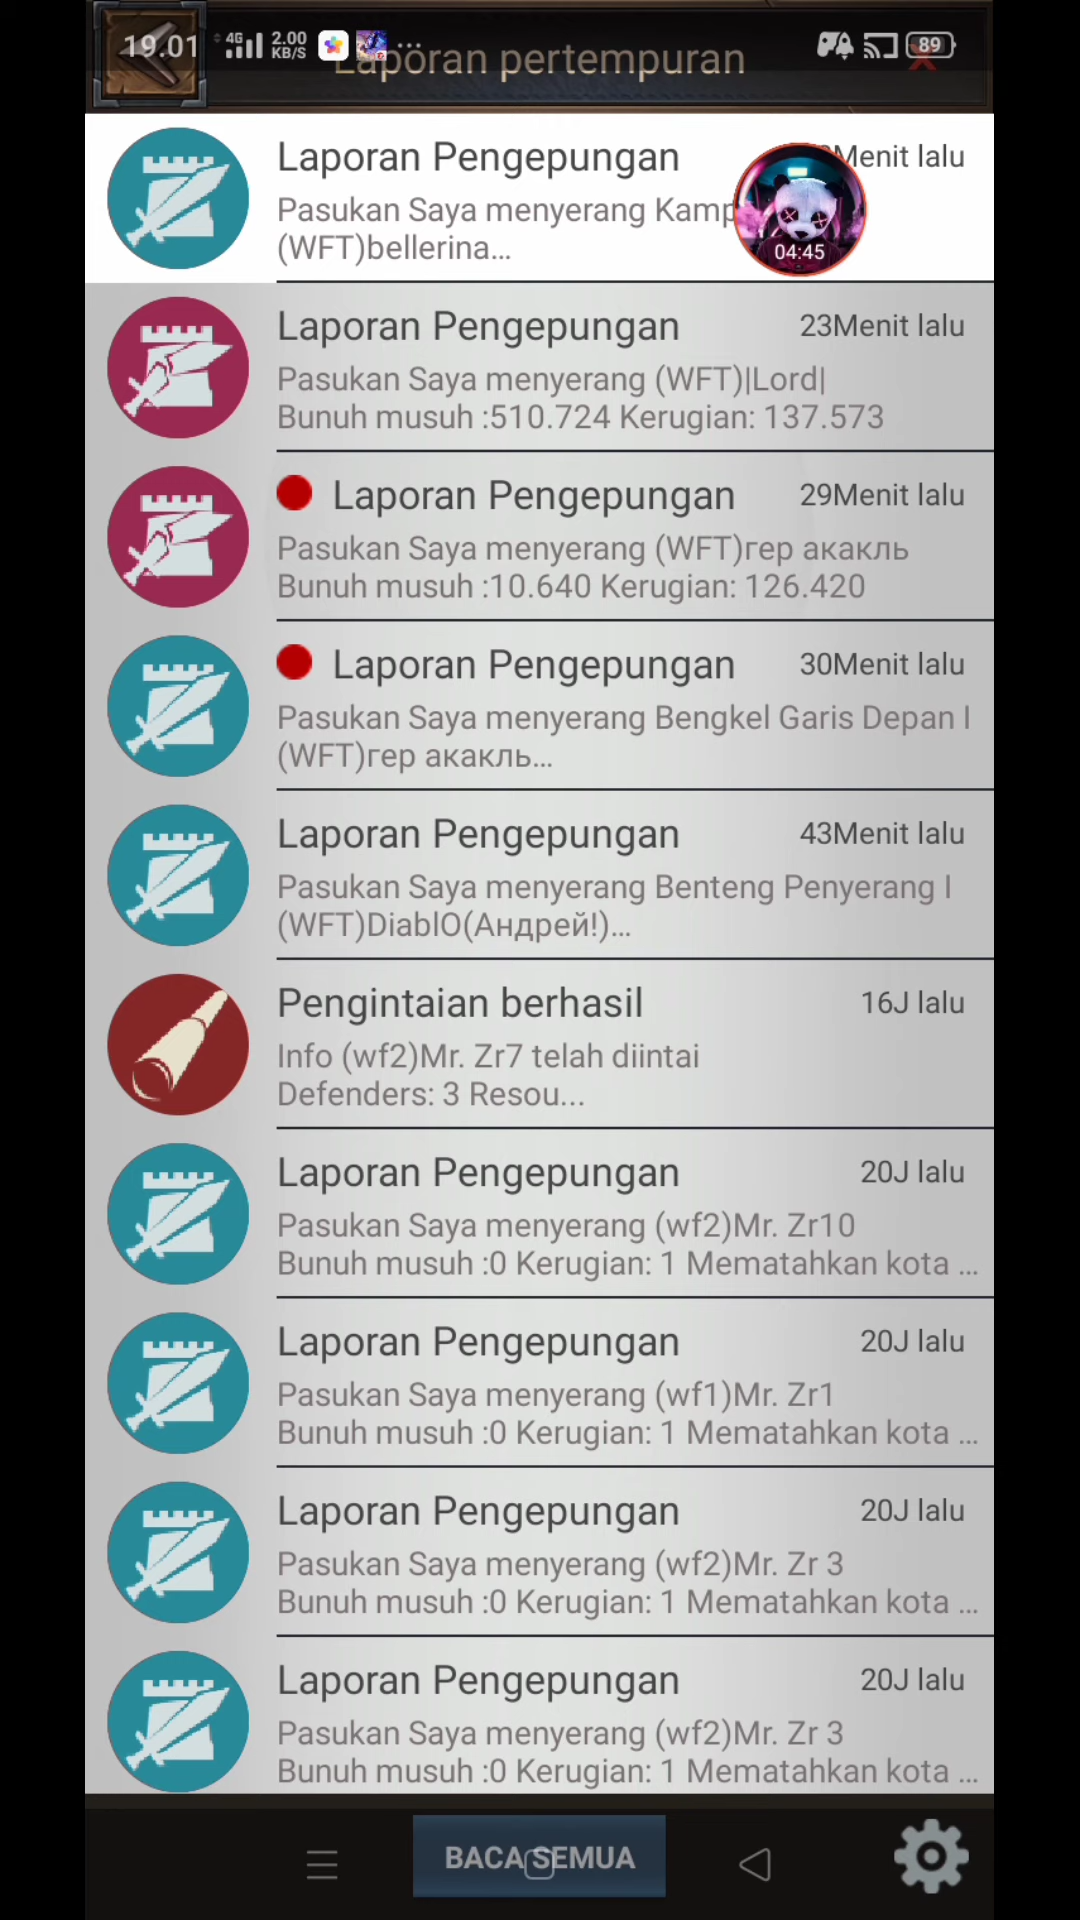 19.01 4G 2.00 KB/S 89
Laporan pertempuran
Laporan Pengepungan Menit lalu
Pasukan Saya menyerang Kamp
(WFT)bellerina...
04:45
Laporan Pengepungan 23Menit lalu
Pasukan Saya menyerang (WFT)|Lord|
Bunuh musuh :510.724 Kerugian: 137.573
Laporan Pengepungan 29Menit lalu
Pasukan Saya menyerang (WFT)гер акакль
Bunuh musuh :10.640 Kerugian: 126.420
Laporan Pengepungan 30Menit lalu
Pasukan Saya menyerang Bengkel Garis Depan I
(WFT)гер акакль...
Laporan Pengepungan 43Menit lalu
Pasukan Saya menyerang Benteng Penyerang I
(WFT)DiablO(Андрей!)...
Pengintaian berhasil 16J lalu
Info (wf2)Mr. Zr7 telah diintai
Defenders: 3 Resou...
Laporan Pengepungan 20J lalu
Pasukan Saya menyerang (wf2)Mr. Zr10
Bunuh musuh :0 Kerugian: 1 Mematahkan kota ...
Laporan Pengepungan 20J lalu
Pasukan Saya menyerang (wf1)Mr. Zr1
Bunuh musuh :0 Kerugian: 1 Mematahkan kota ...
Laporan Pengepungan 20J lalu
Pasukan Saya menyerang (wf2)Mr. Zr 3
Bunuh musuh :0 Kerugian: 1 Mematahkan kota ...
Laporan Pengepungan 20J lalu
Pasukan Saya menyerang (wf2)Mr. Zr 3
Bunuh musuh :0 Kerugian: 1 Mematahkan kota ...
BACA SEMUA